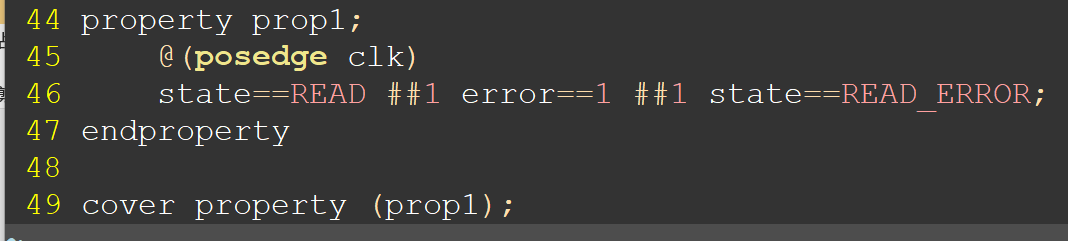 44 property prop1;
45     @(posedge clk)
46     state==READ ##1 error==1 ##1 state==READ_ERROR;
47 endproperty
48
49 cover property (prop1);